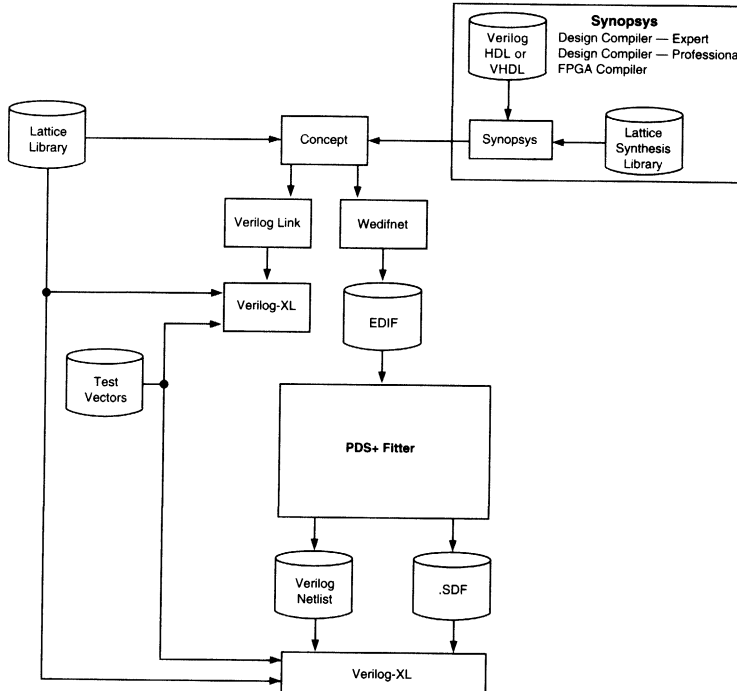 Synopsys
Design Compiler — Expert
Design Compiler — Professiona
FPGA Compiler
Verilog
HDL or
VHDL
Lattice
Library
Concept
Synopsys
Lattice
Synthesis
Library
Verilog Link
Wedifnet
Verilog-XL
EDIF
Test
Vectors
PDS+ Fitter
Verilog
Netlist
.SDF
Verilog-XL